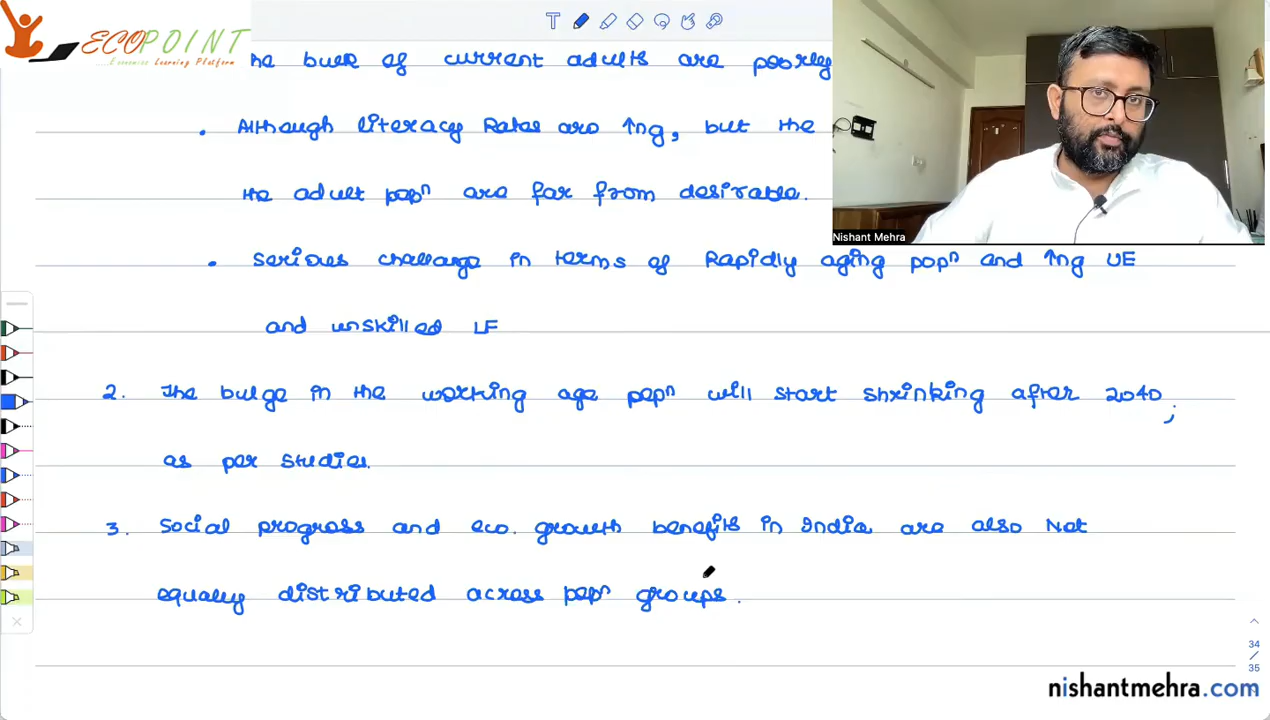 ECOPOINT
...Economics Learning Platform
he bulk of current adults are poorly
• Although literacy Rates are ↑ng, but the
the adult popⁿ are far from desirable.
Nishant Mehra
• Serious challenge in terms of Rapidly aging popⁿ and ↑ng UE
and unskilled LF
2. The bulge in the working age popⁿ will start shrinking after 2040,
as per studies.
3. Social progress and eco. growth benefits in India are also Not
equally distributed across popⁿ groups.
34
/
35
nishantmehra.com